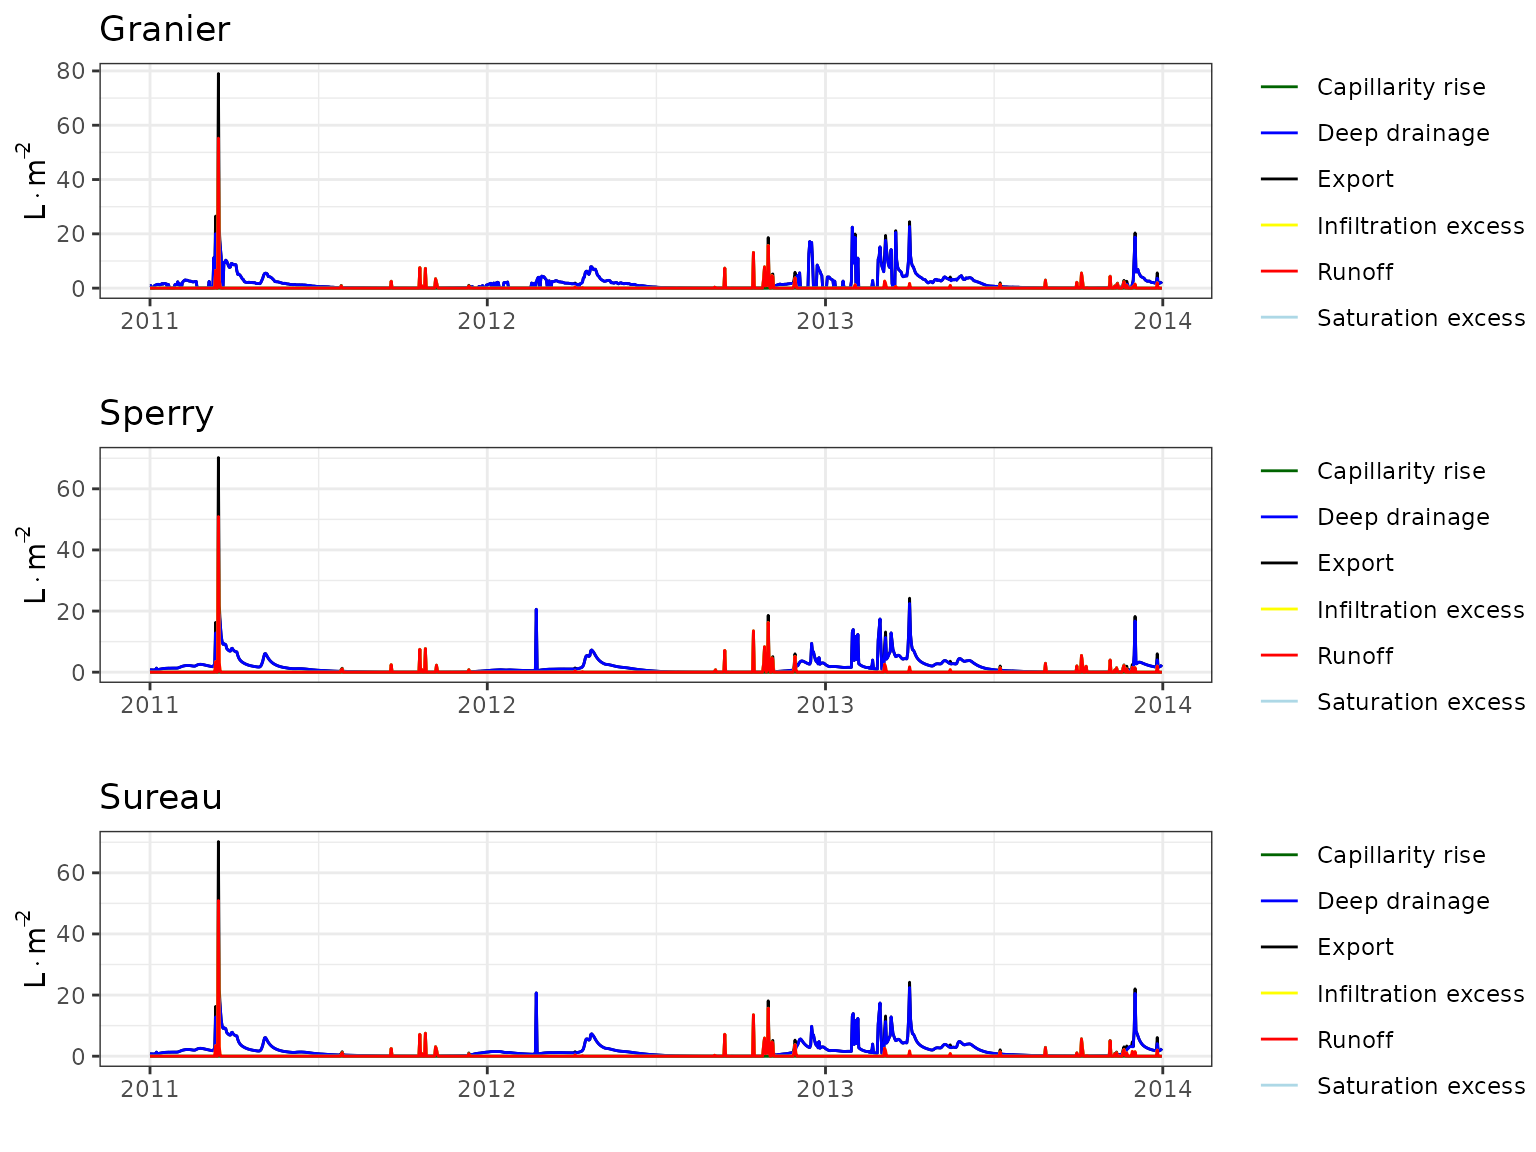 Granier
L · m⁻²
80
60
40
20
0
2011 2012 2013 2014
Capillarity rise
Deep drainage
Export
Infiltration excess
Runoff
Saturation excess
Sperry
L · m⁻²
60
40
20
0
2011 2012 2013 2014
Capillarity rise
Deep drainage
Export
Infiltration excess
Runoff
Saturation excess
Sureau
L · m⁻²
60
40
20
0
2011 2012 2013 2014
Capillarity rise
Deep drainage
Export
Infiltration excess
Runoff
Saturation excess